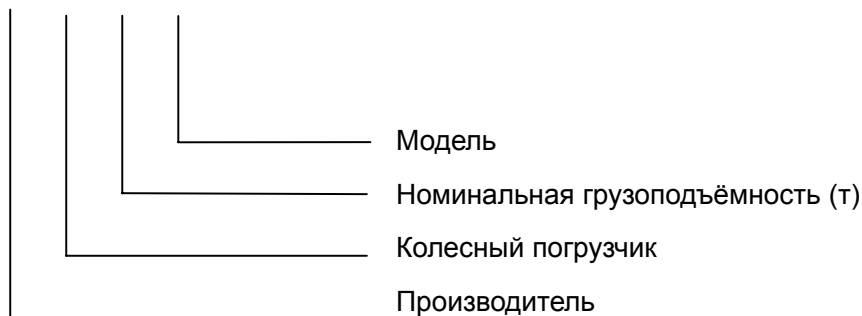 Модель
Номинальная грузоподъёмность (т)
Колесный погрузчик
Производитель